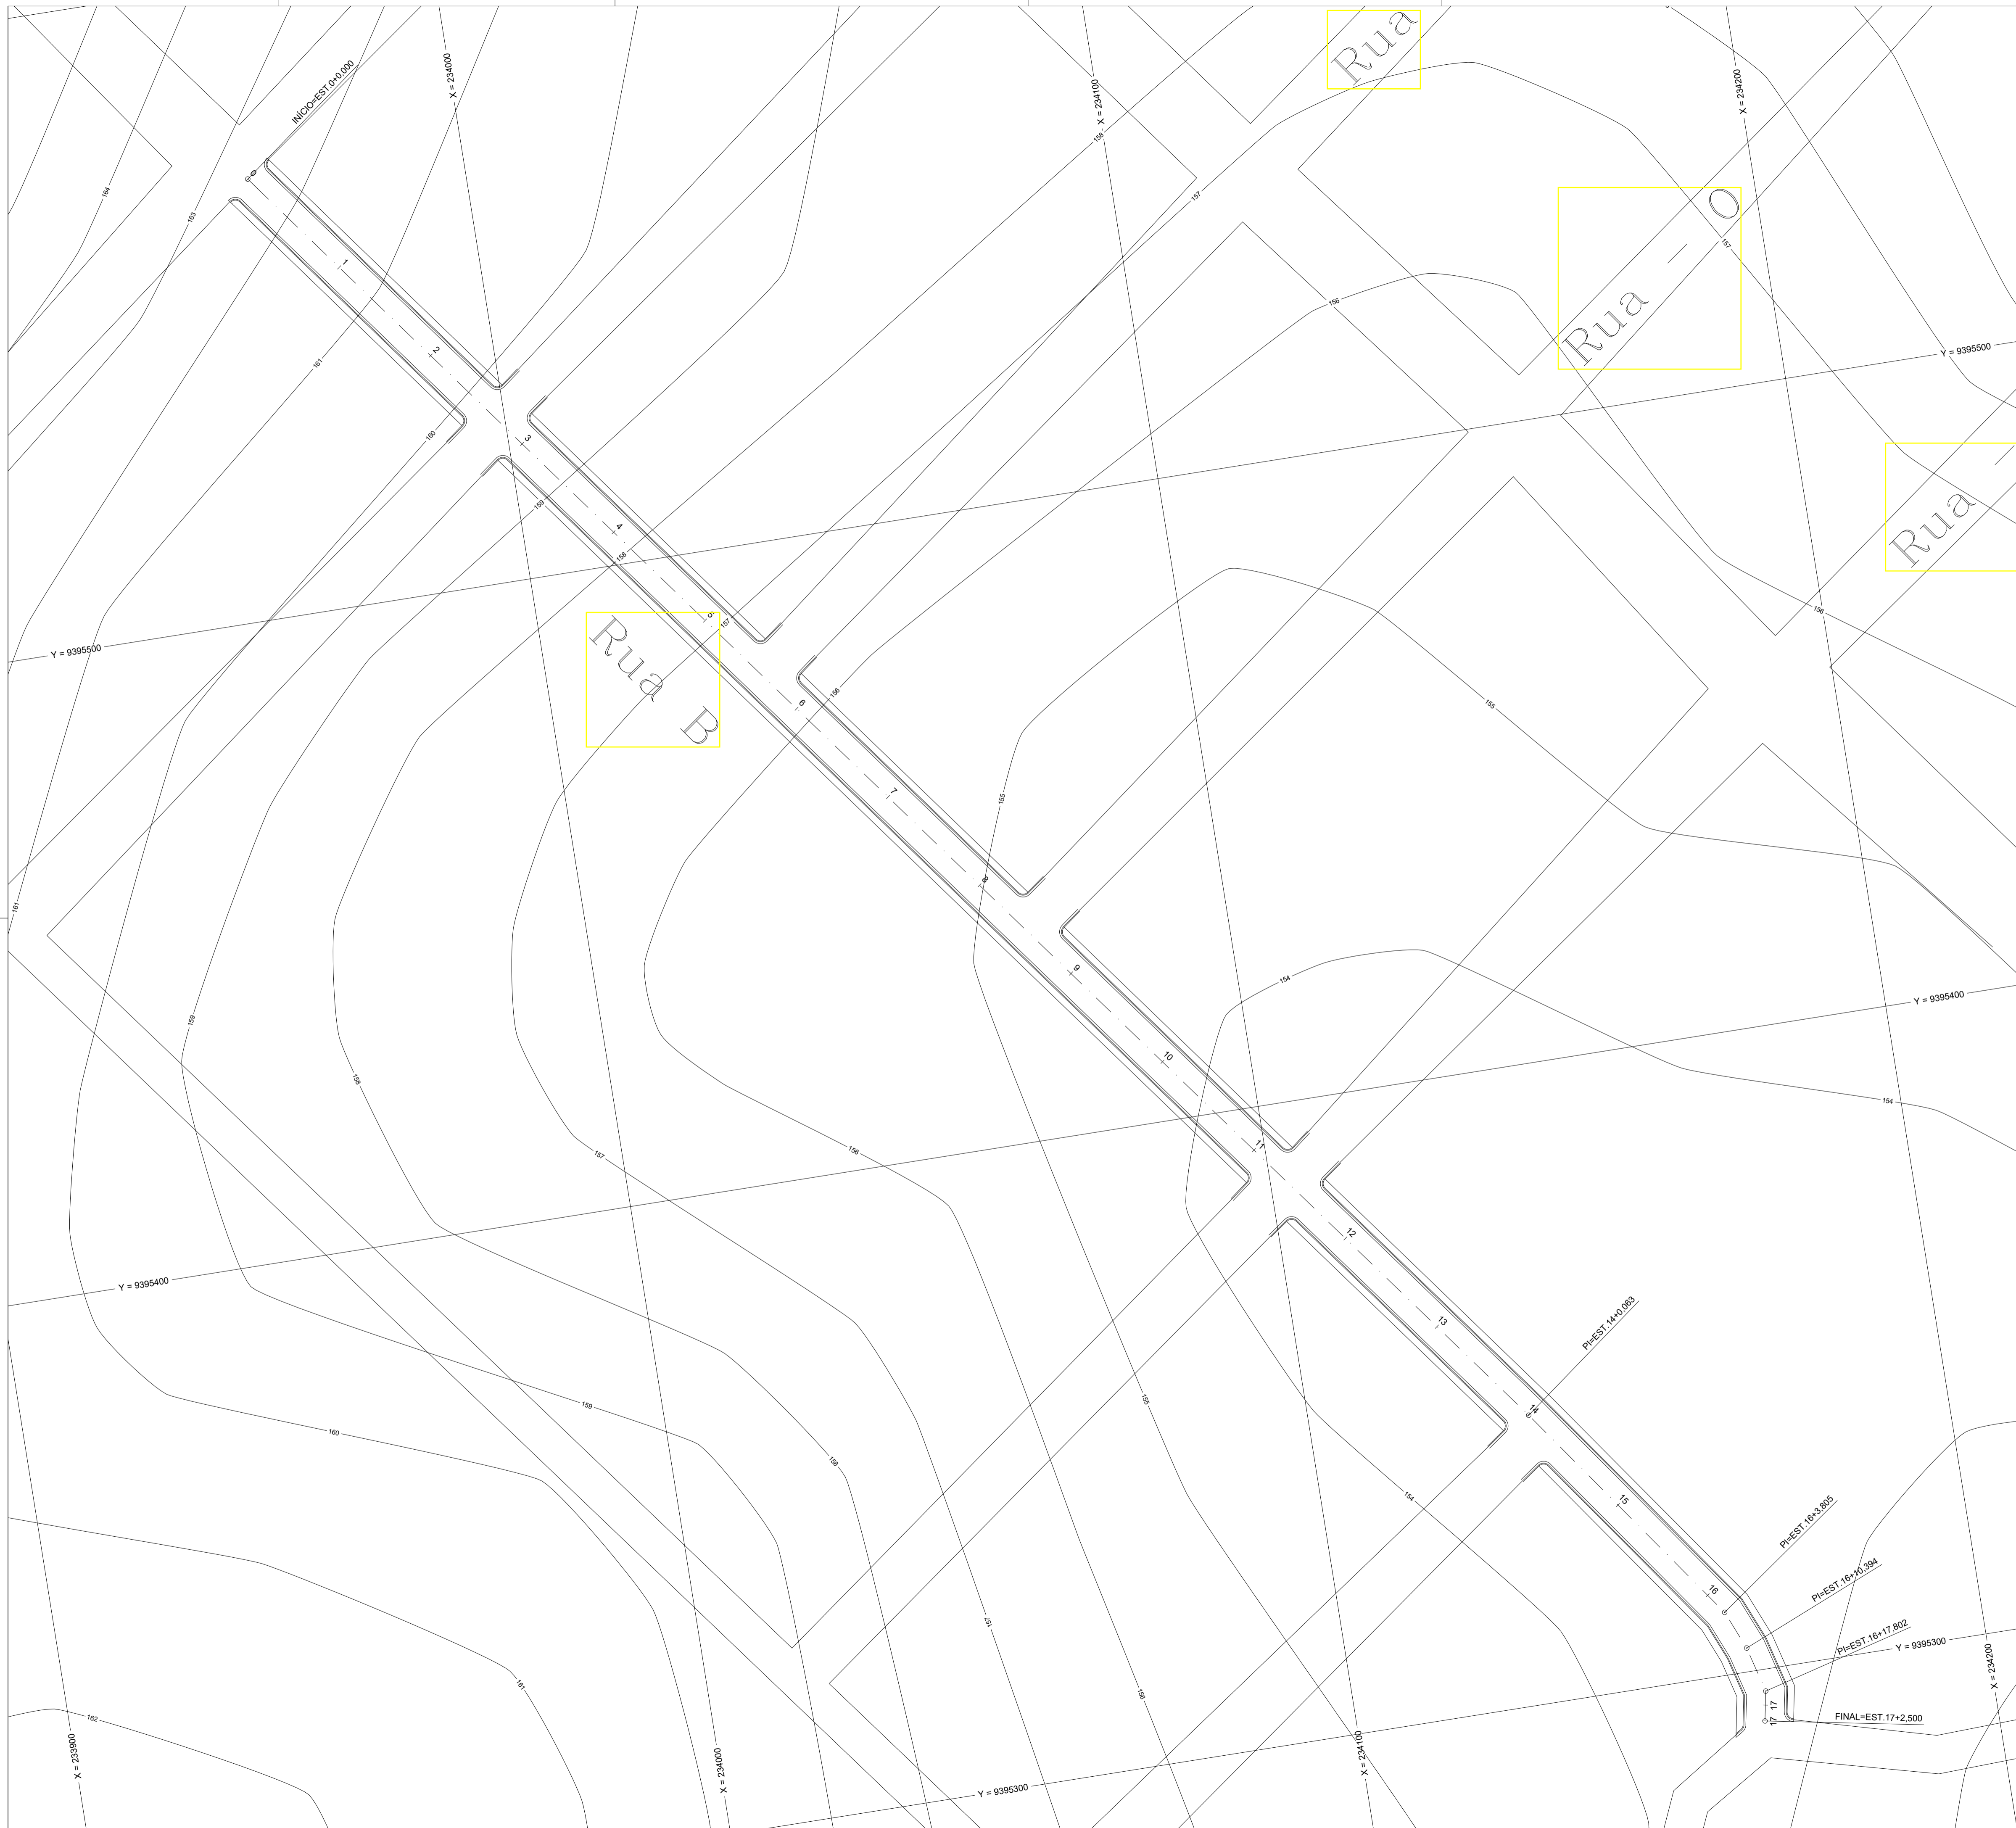 Rua
X = 234000
INÍCIO=EST.0+0,000
X = 234100
X = 234200
158
164
157
163
Rua - O
0
157
1
156
Y = 9395500
2
161
160
3
Rua -
159
4
158
156
5
157
Rua B
Y = 9395500
156
6
155
7
155
8
161
9
154
Y = 9395400
159
10
158
154
11
156
157
12
Y = 9395400
13
PI=EST.14+0,063
155
159
14
160
158
154
15
PI=EST.16+3,805
PI=EST.16+10,394
16
157
PI=EST.16+17,802
Y = 9395300
X = 234200
161
156
17
17
FINAL=EST.17+2,500
162
X = 233900
X = 234000
X = 234100
Y = 9395300